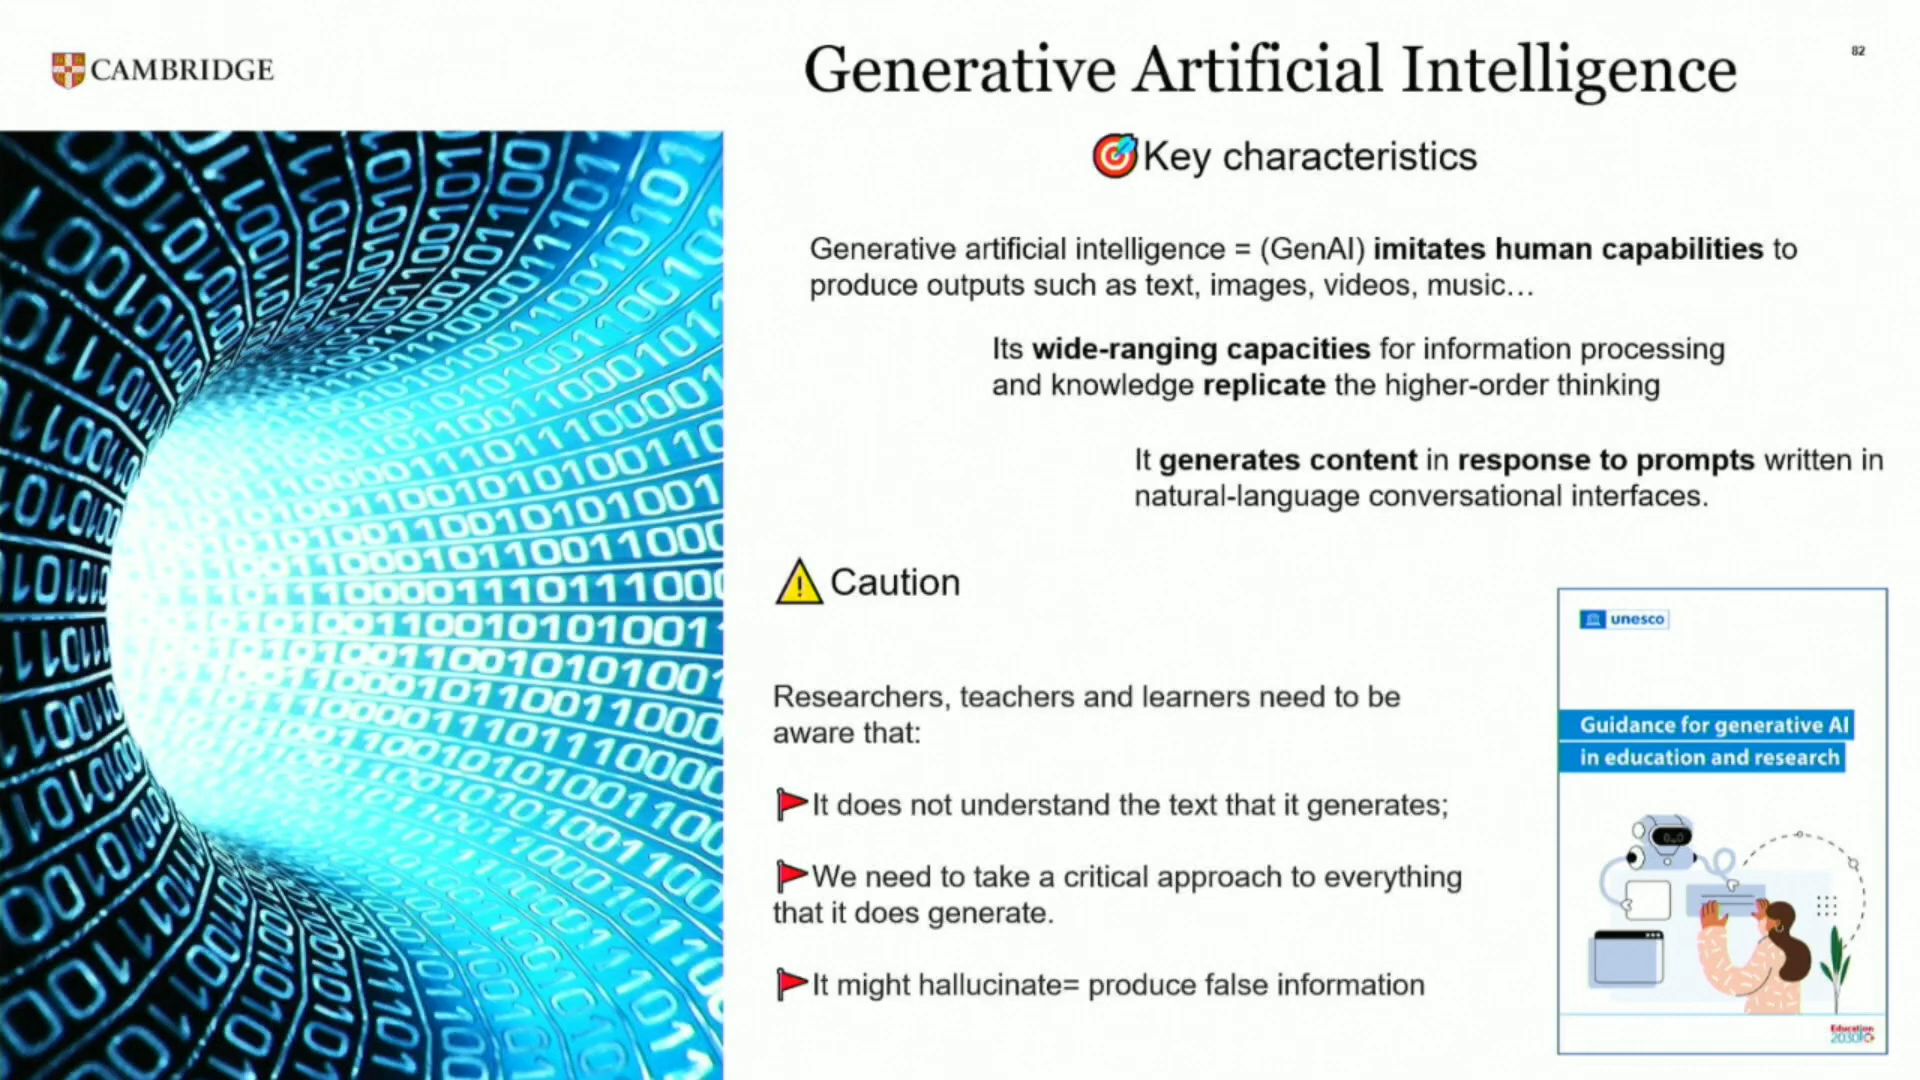 CAMBRIDGE
Generative Artificial Intelligence
82
Key characteristics
Generative artificial intelligence = (GenAI) imitates human capabilities to
produce outputs such as text, images, videos, music…
Its wide-ranging capacities for information processing
and knowledge replicate the higher-order thinking
It generates content in response to prompts written in
natural-language conversational interfaces.
Caution
Researchers, teachers and learners need to be
aware that:
It does not understand the text that it generates;
We need to take a critical approach to everything
that it does generate.
It might hallucinate= produce false information
unesco
Guidance for generative AI
in education and research
Education
2030